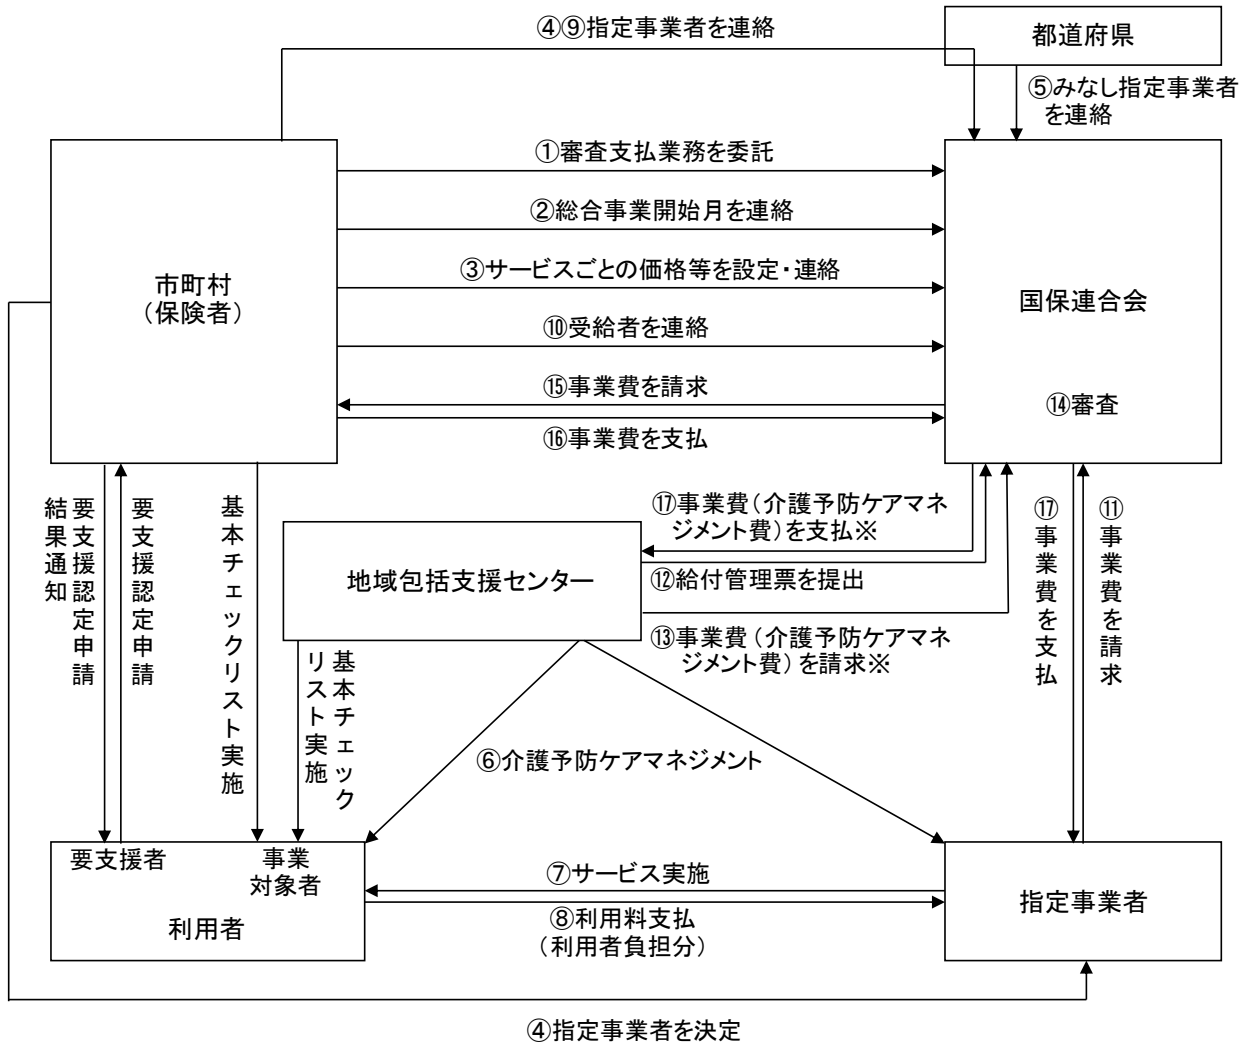 ④⑨指定事業者を連絡
都道府県
⑤みなし指定事業者
を連絡
①審査支払業務を委託
②総合事業開始月を連絡
③サービスごとの価格等を設定・連絡
市町村
（保険者）
国保連合会
⑩受給者を連絡
⑮事業費を請求
⑭審査
⑯事業費を支払
要支援認定申請
結果通知
要支援認定申請
基本チェックリスト実施
⑰事業費（介護予防ケアマネ
ジメント費）を支払※
⑰事業費を支払
⑪事業費を請求
地域包括支援センター
⑫給付管理票を提出
⑬事業費（介護予防ケアマネ
ジメント費）を請求※
基本チェック
リスト実施
⑥介護予防ケアマネジメント
要支援者
事業
対象者
利用者
⑦サービス実施
⑧利用料支払
（利用者負担分）
指定事業者
④指定事業者を決定